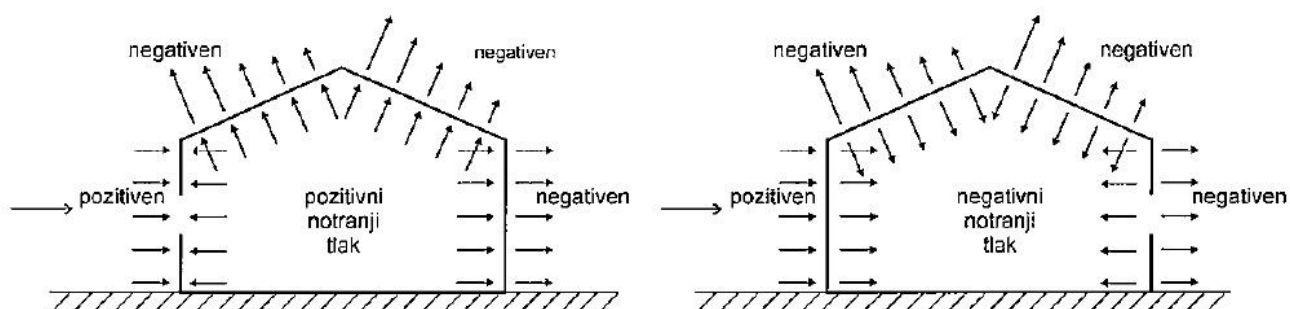 negativen
negativen
pozitiven
pozitivni
notranji
tlak
negativen
negativen
negativen
pozitiven
negativni
notranji
tlak
negativen